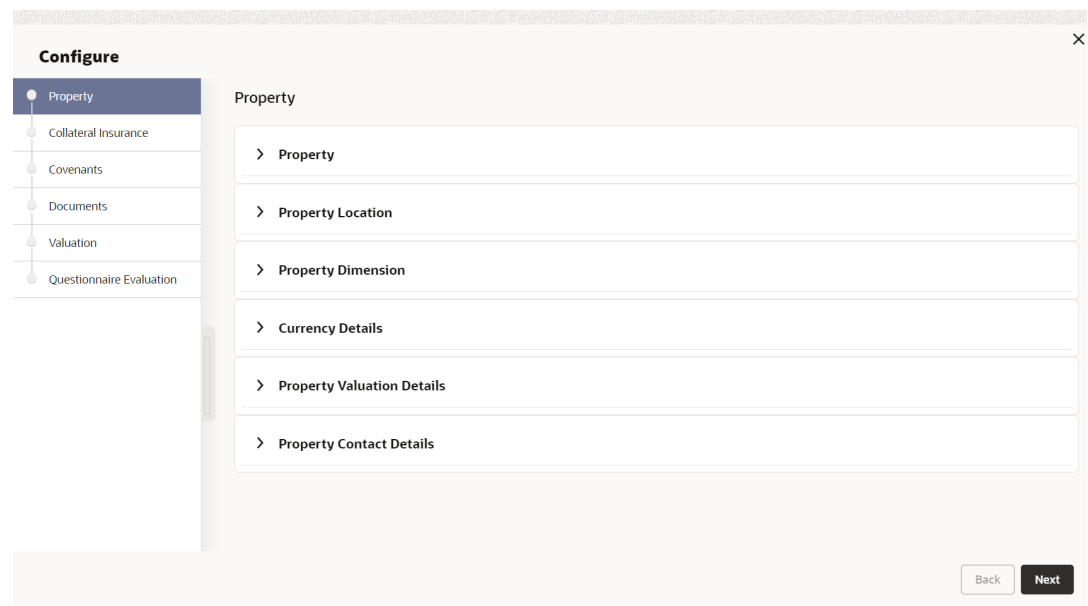 Configure
Property
Collateral Insurance
Covenants
Documents
Valuation
Questionnaire Evaluation
Property
Property
Property Location
Property Dimension
Currency Details
Property Valuation Details
Property Contact Details
Back
Next